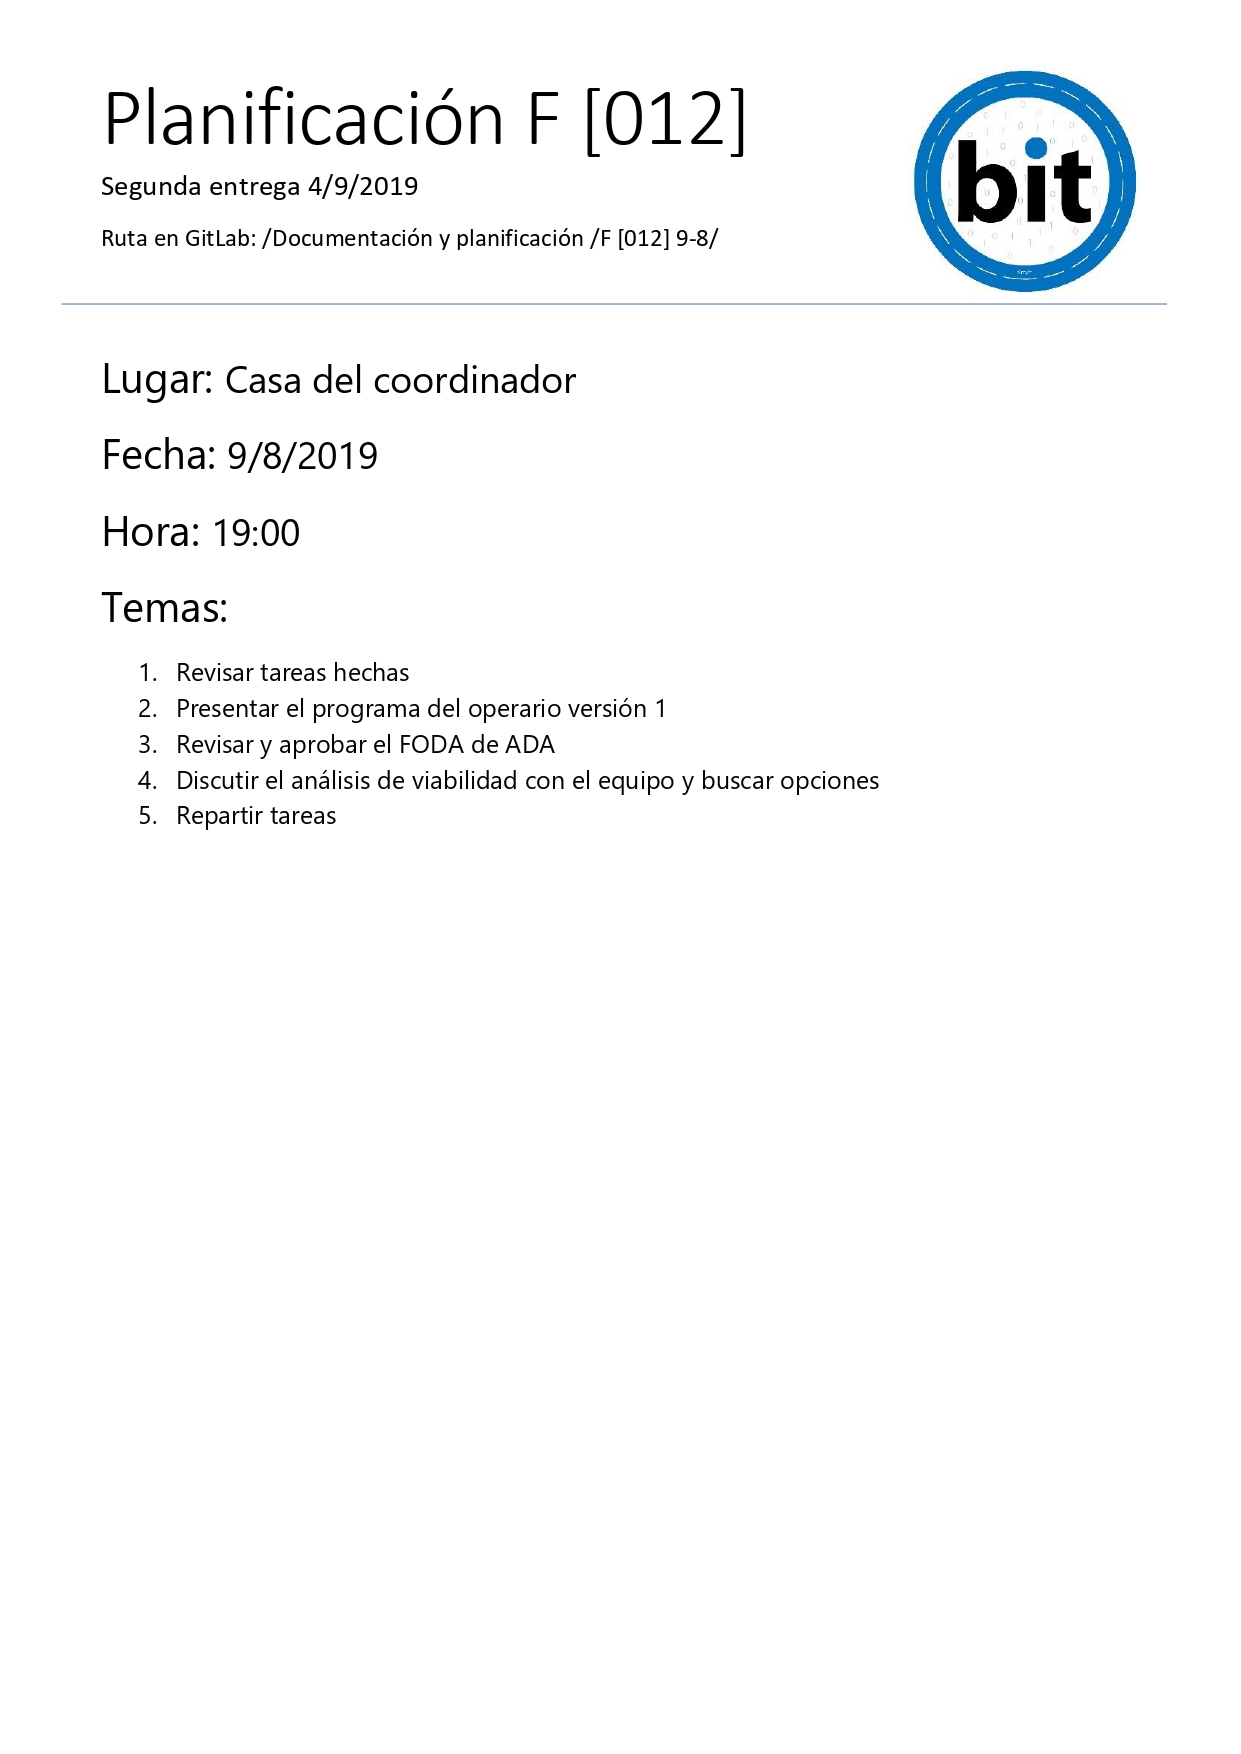 Planificación F [012]
Segunda entrega 4/9/2019
Ruta en GitLab: /Documentación y planificación /F [012] 9-8/
bit
Lugar: Casa del coordinador
Fecha: 9/8/2019
Hora: 19:00
Temas:
1. Revisar tareas hechas
2. Presentar el programa del operario versión 1
3. Revisar y aprobar el FODA de ADA
4. Discutir el análisis de viabilidad con el equipo y buscar opciones
5. Repartir tareas